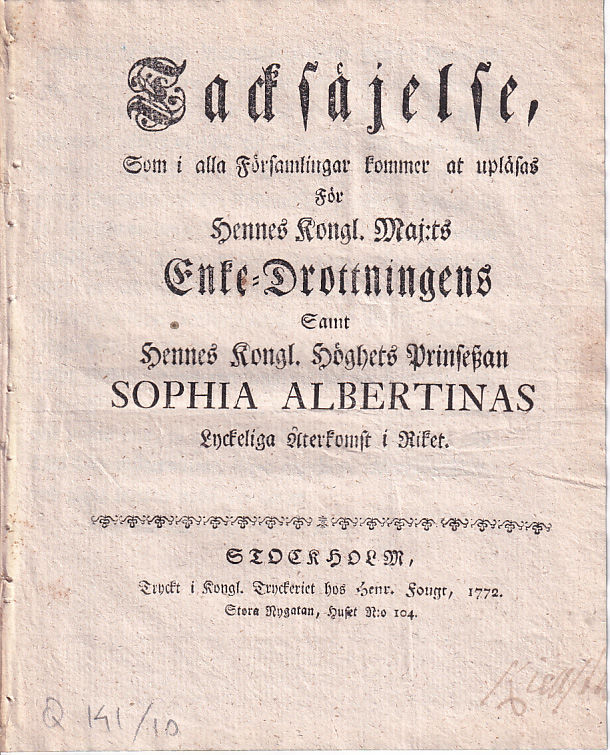 Tacksäjelse,
Som i alla Församlingar kommer at upläsas
För
Hennes Kongl. Maj:ts
Enke-Drottningens
Samt
Hennes Kongl. Höghets Prinseßan
SOPHIA ALBERTINAS
Lyckeliga Återkomst i Riket.
STOCKHOLM,
Tryckt i Kongl. Tryckeriet hos Henr. Fougt, 1772.
Stora Nygatan, Huset N:o 104.
Q 141/10